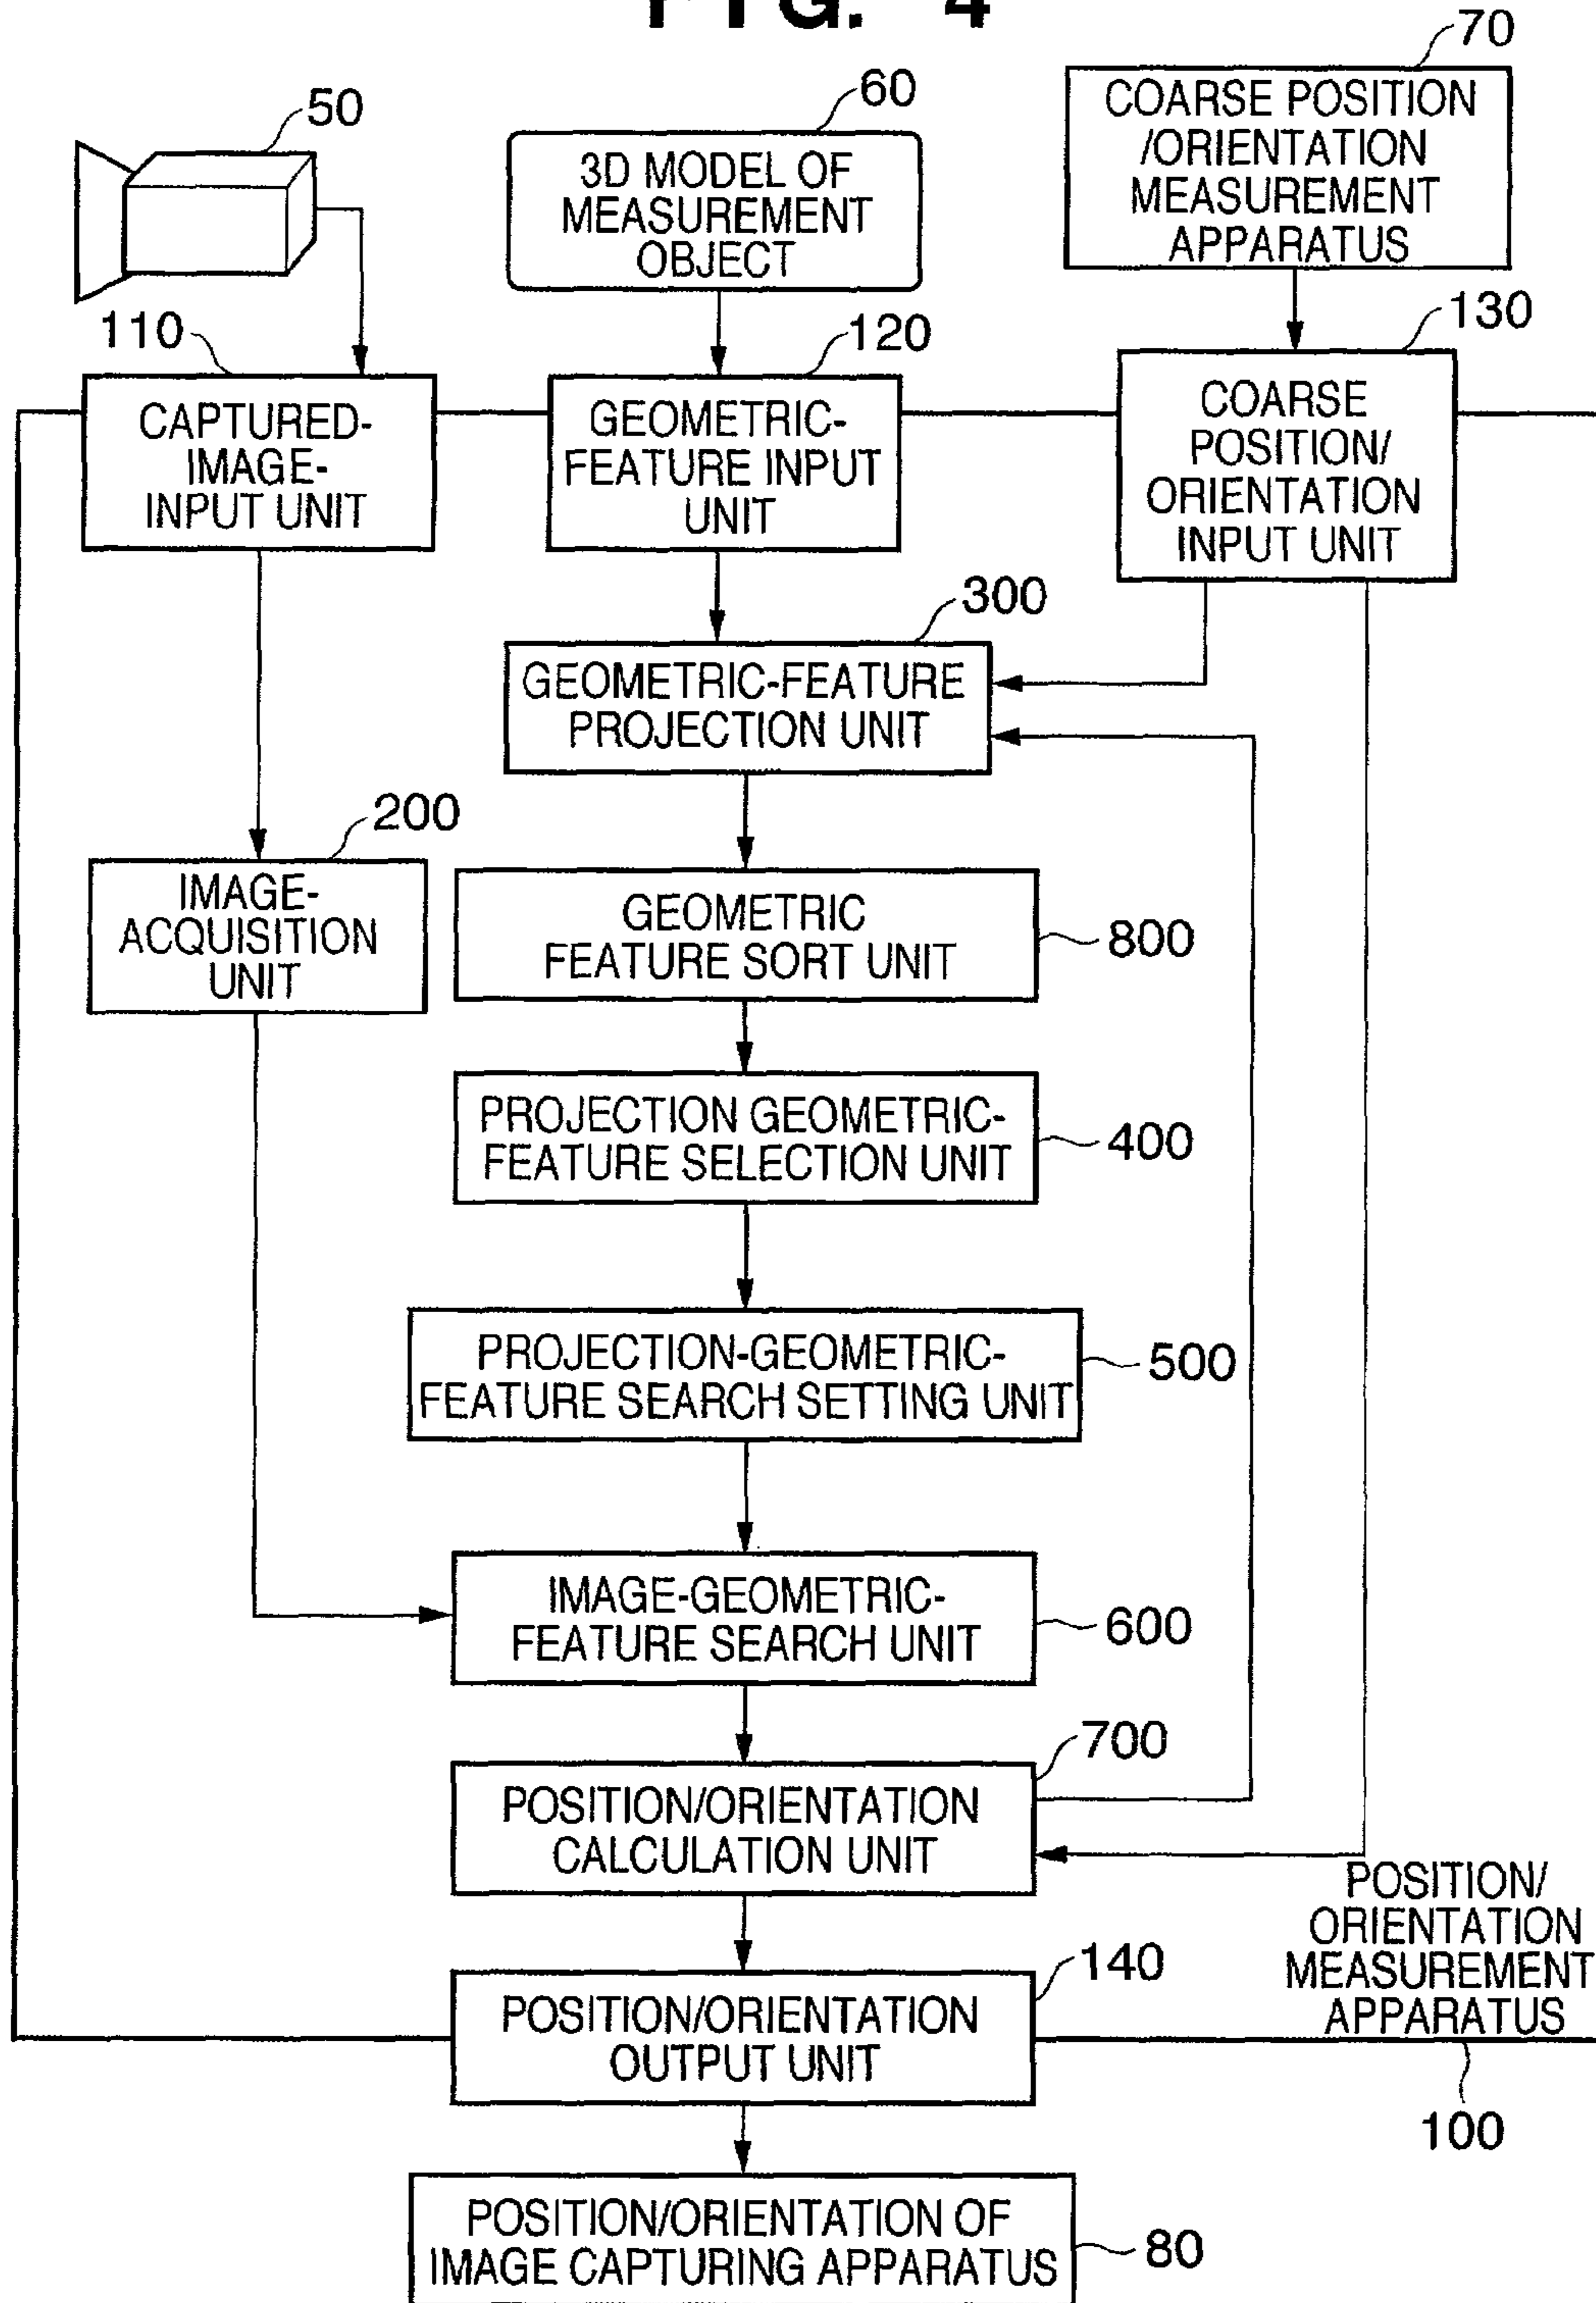 FIG. 4
70
COARSE POSITION
/ORIENTATION
MEASUREMENT
APPARATUS
60
3D MODEL OF
MEASUREMENT
OBJECT
50
110
120
130
CAPTURED-
IMAGE-
INPUT UNIT
GEOMETRIC-
FEATURE INPUT
UNIT
COARSE
POSITION/
ORIENTATION
INPUT UNIT
300
GEOMETRIC-FEATURE
PROJECTION UNIT
200
IMAGE-
ACQUISITION
UNIT
GEOMETRIC
FEATURE SORT UNIT
800
PROJECTION GEOMETRIC-
FEATURE SELECTION UNIT
400
PROJECTION-GEOMETRIC-
FEATURE SEARCH SETTING UNIT
500
IMAGE-GEOMETRIC-
FEATURE SEARCH UNIT
600
700
POSITION/ORIENTATION
CALCULATION UNIT
POSITION/
ORIENTATION
MEASUREMENT
APPARATUS
100
140
POSITION/ORIENTATION
OUTPUT UNIT
POSITION/ORIENTATION OF
IMAGE CAPTURING APPARATUS
80